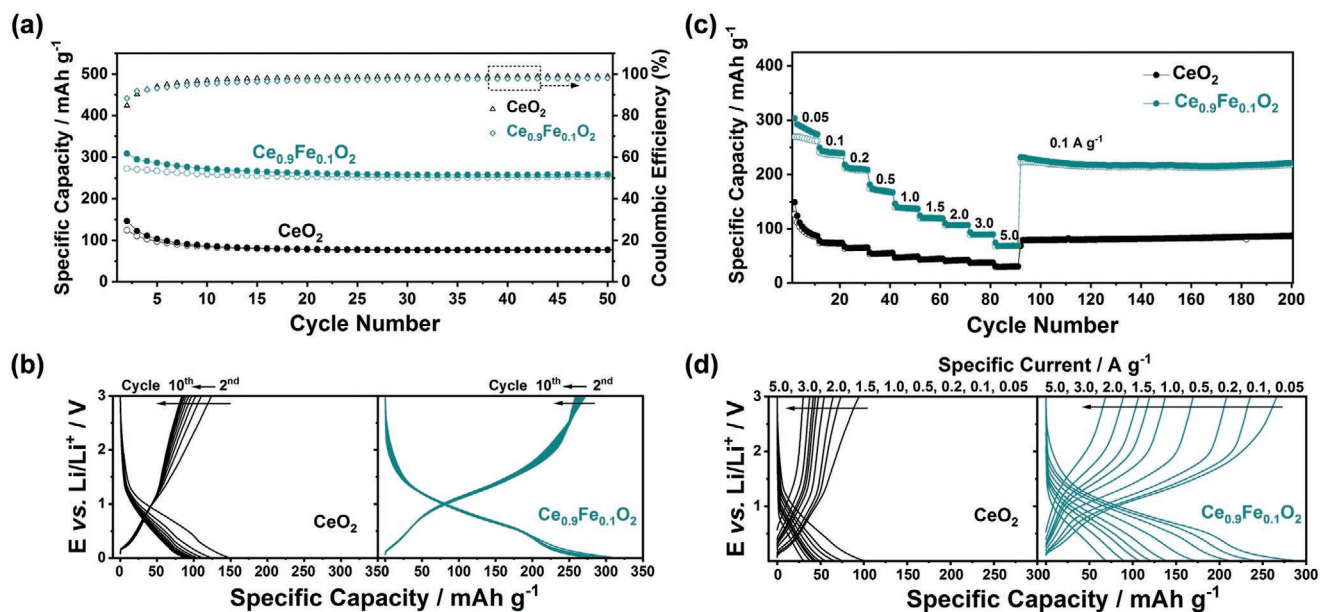 (a)
Specific Capacity / mAh g⁻¹
500
400
300
200
100
0
100
80
60
40
20
0
Coulombic Efficiency (%)
CeO₂
Ce₀.₉Fe₀.₁O₂
Ce₀.₉Fe₀.₁O₂
CeO₂
5 10 15 20 25 30 35 40 45 50
Cycle Number
(c)
Specific Capacity / mAh g⁻¹
400
300
200
100
0
CeO₂
Ce₀.₉Fe₀.₁O₂
0.05
0.1
0.2
0.5
1.0
1.5
2.0
3.0
5.0
0.1 A g⁻¹
20 40 60 80 100 120 140 160 180 200
Cycle Number
(b)
E vs. Li/Li⁺ / V
3
2
1
0
Cycle 10ᵗʰ 2ⁿᵈ
Cycle 10ᵗʰ 2ⁿᵈ
CeO₂
Ce₀.₉Fe₀.₁O₂
0 50 100 150 200 250 300 350 50 100 150 200 250 300 350
Specific Capacity / mAh g⁻¹
(d)
Specific Current / A g⁻¹
5.0, 3.0, 2.0, 1.5, 1.0, 0.5, 0.2, 0.1, 0.05 5.0, 3.0, 2.0, 1.5, 1.0, 0.5, 0.2, 0.1, 0.05
E vs. Li/Li⁺ / V
3
2
1
0
CeO₂
Ce₀.₉Fe₀.₁O₂
0 50 100 150 200 250 300 0 50 100 150 200 250 300
Specific Capacity / mAh g⁻¹